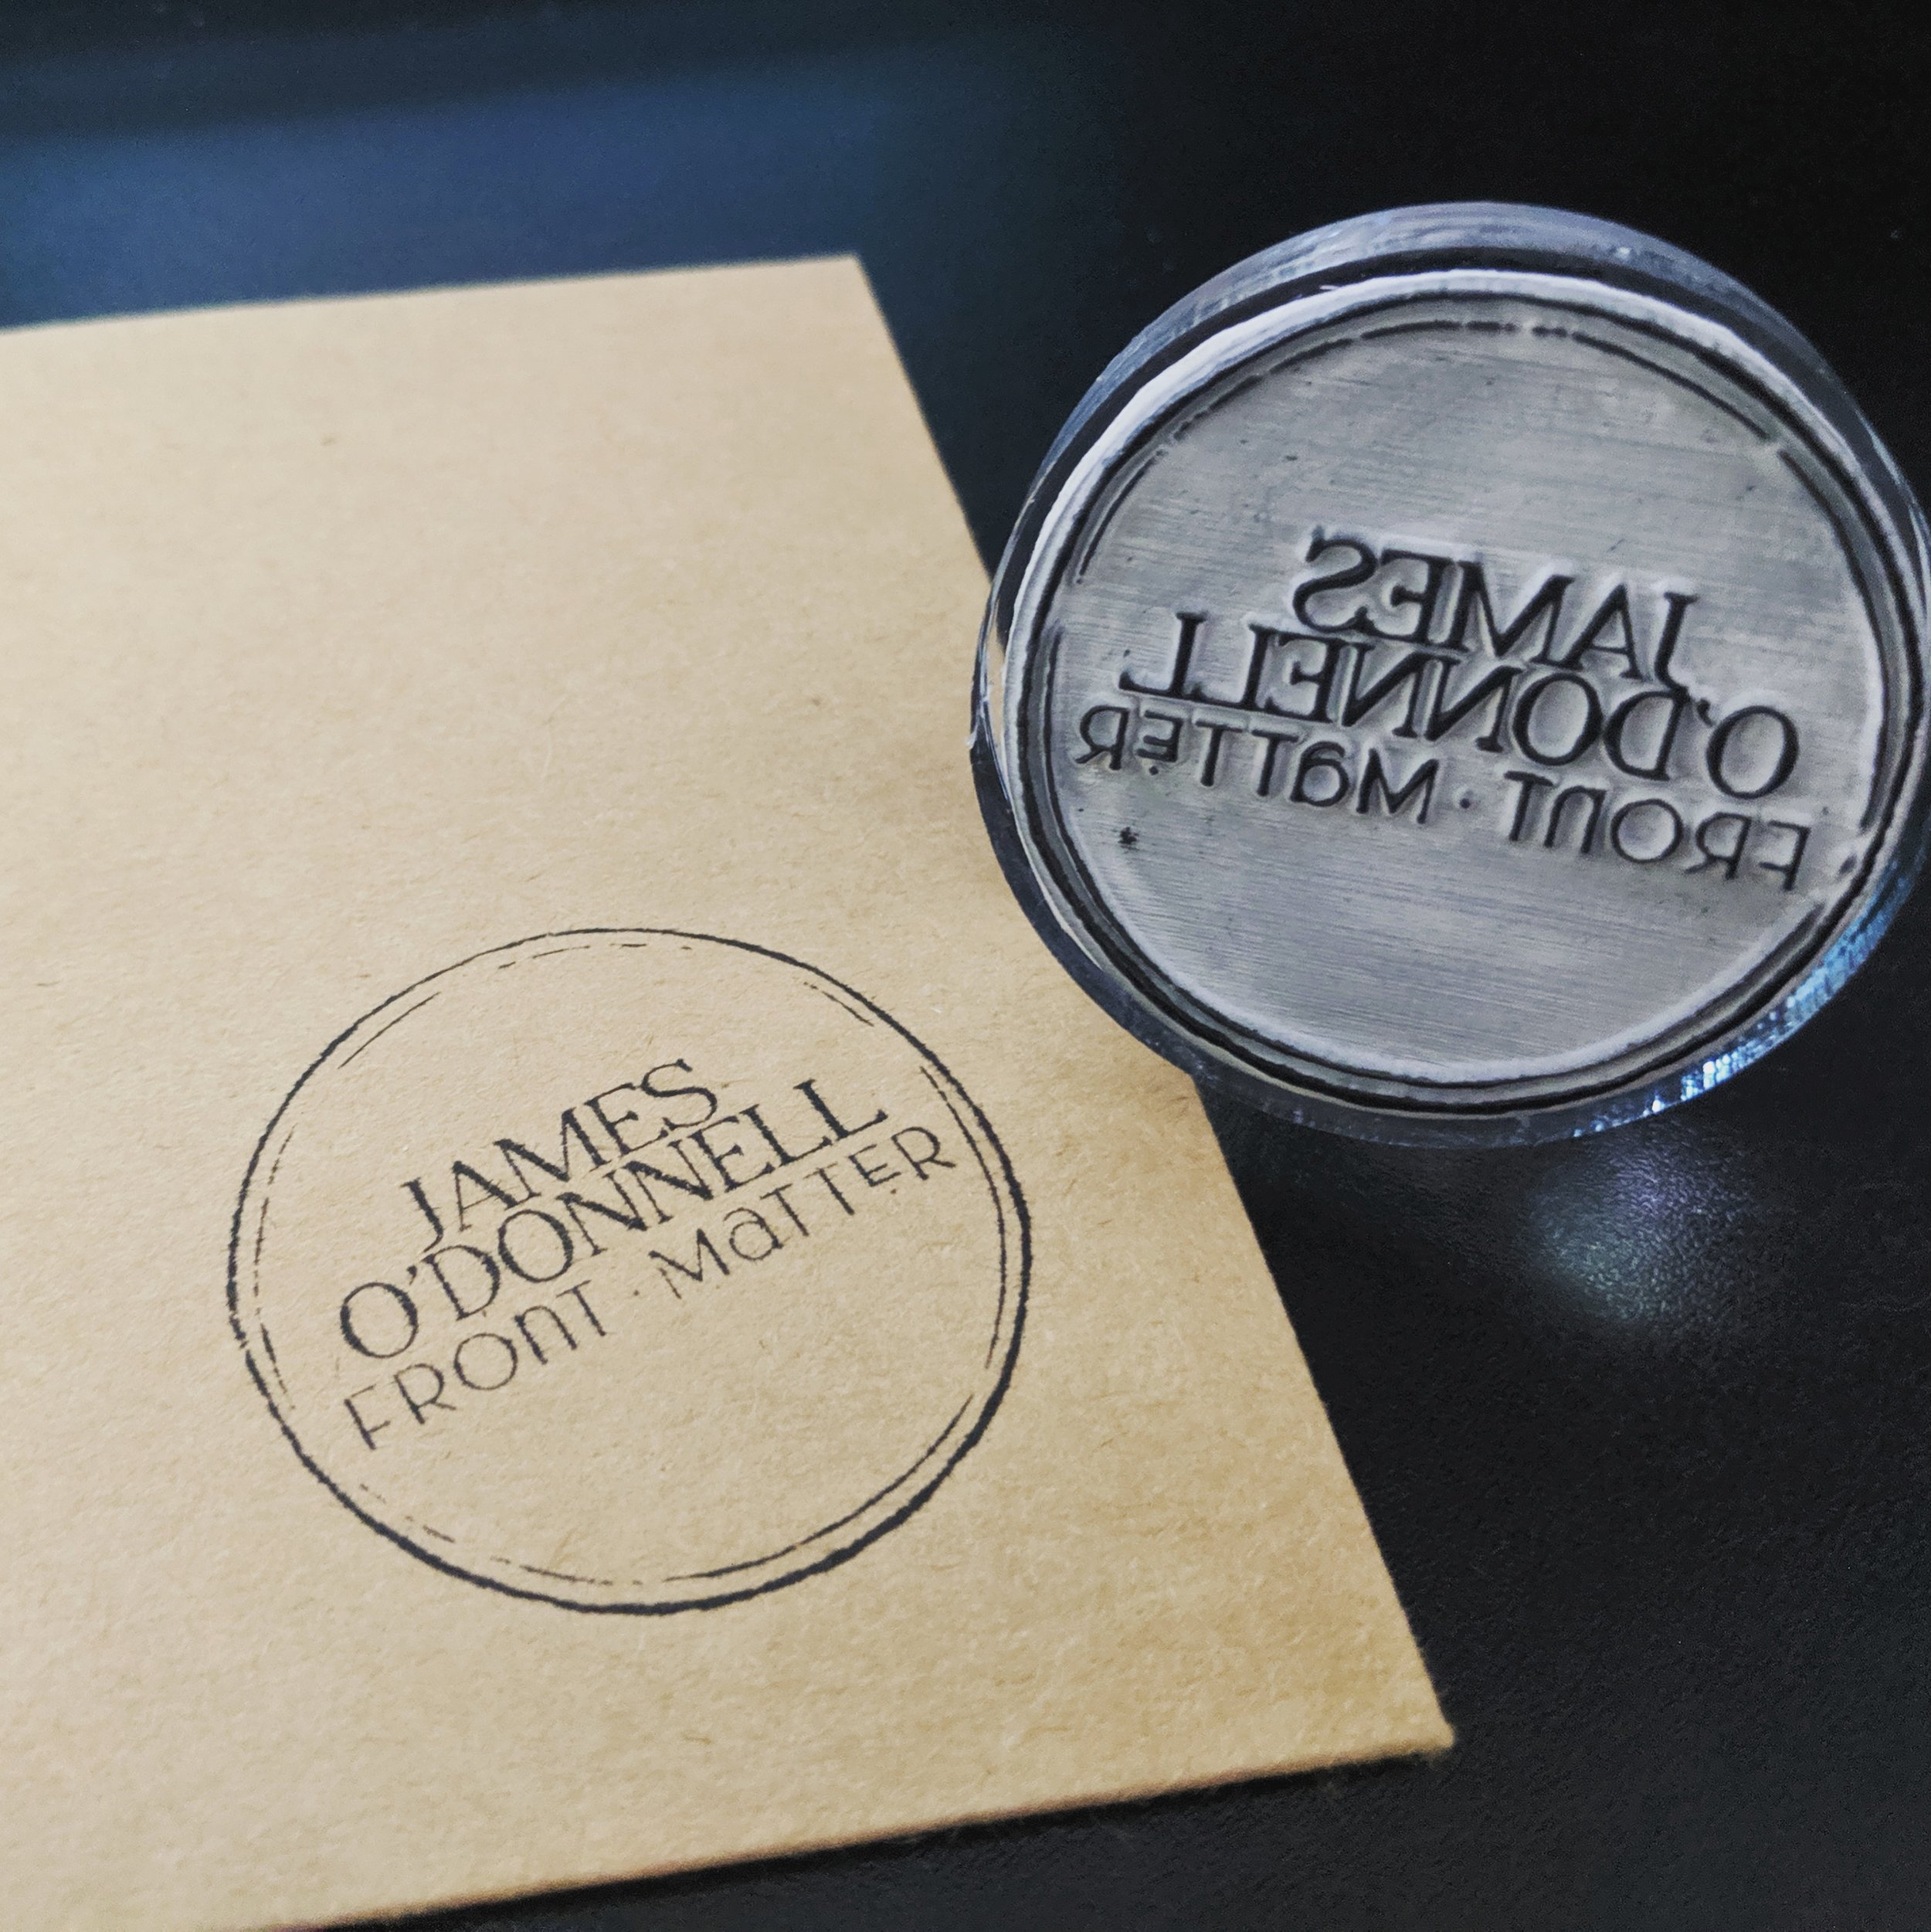 JAMES
O'DONNELL
FROnT · MaTTER
JAMES
O'DONNELL
FROnT · MaTTER